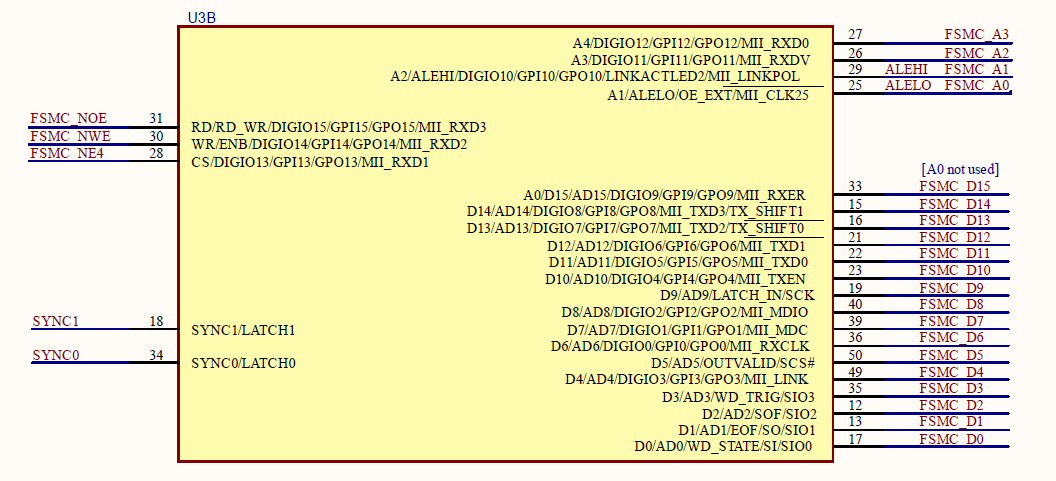 U3B
A4/DIGIO12/GPI12/GPO12/MII_RXD0 27 FSMC_A3
A3/DIGIO11/GPI11/GPO11/MII_RXDV 26 FSMC_A2
A2/ALEHI/DIGIO10/GPI10/GPO10/LINKACTLED2/MII_LINKPOL 29 ALEHI FSMC_A1
A1/ALELO/OE_EXT/MII_CLK25 25 ALELO FSMC_A0
FSMC_NOE 31 RD/RD_WR/DIGIO15/GPI15/GPO15/MII_RXD3
FSMC_NWE 30 WR/ENB/DIGIO14/GPI14/GPO14/MII_RXD2
FSMC_NE4 28 CS/DIGIO13/GPI13/GPO13/MII_RXD1
[A0 not used]
A0/D15/AD15/DIGIO9/GPI9/GPO9/MII_RXER 33 FSMC_D15
D14/AD14/DIGIO8/GPI8/GPO8/MII_TXD3/TX_SHIFT1 15 FSMC_D14
D13/AD13/DIGIO7/GPI7/GPO7/MII_TXD2/TX_SHIFT0 16 FSMC_D13
D12/AD12/DIGIO6/GPI6/GPO6/MII_TXD1 21 FSMC_D12
D11/AD11/DIGIO5/GPI5/GPO5/MII_TXD0 22 FSMC_D11
D10/AD10/DIGIO4/GPI4/GPO4/MII_TXEN 23 FSMC_D10
D9/AD9/LATCH_IN/SCK 19 FSMC_D9
D8/AD8/DIGIO2/GPI2/GPO2/MII_MDIO 40 FSMC_D8
SYNC1 18 SYNC1/LATCH1 D7/AD7/DIGIO1/GPI1/GPO1/MII_MDC 39 FSMC_D7
D6/AD6/DIGIO0/GPI0/GPO0/MII_RXCLK 36 FSMC_D6
SYNC0 34 SYNC0/LATCH0 D5/AD5/OUTVALID/SCS# 50 FSMC_D5
D4/AD4/DIGIO3/GPI3/GPO3/MII_LINK 49 FSMC_D4
D3/AD3/WD_TRIG/SIO3 35 FSMC_D3
D2/AD2/SOF/SIO2 12 FSMC_D2
D1/AD1/EOF/SO/SIO1 13 FSMC_D1
D0/AD0/WD_STATE/SI/SIO0 17 FSMC_D0